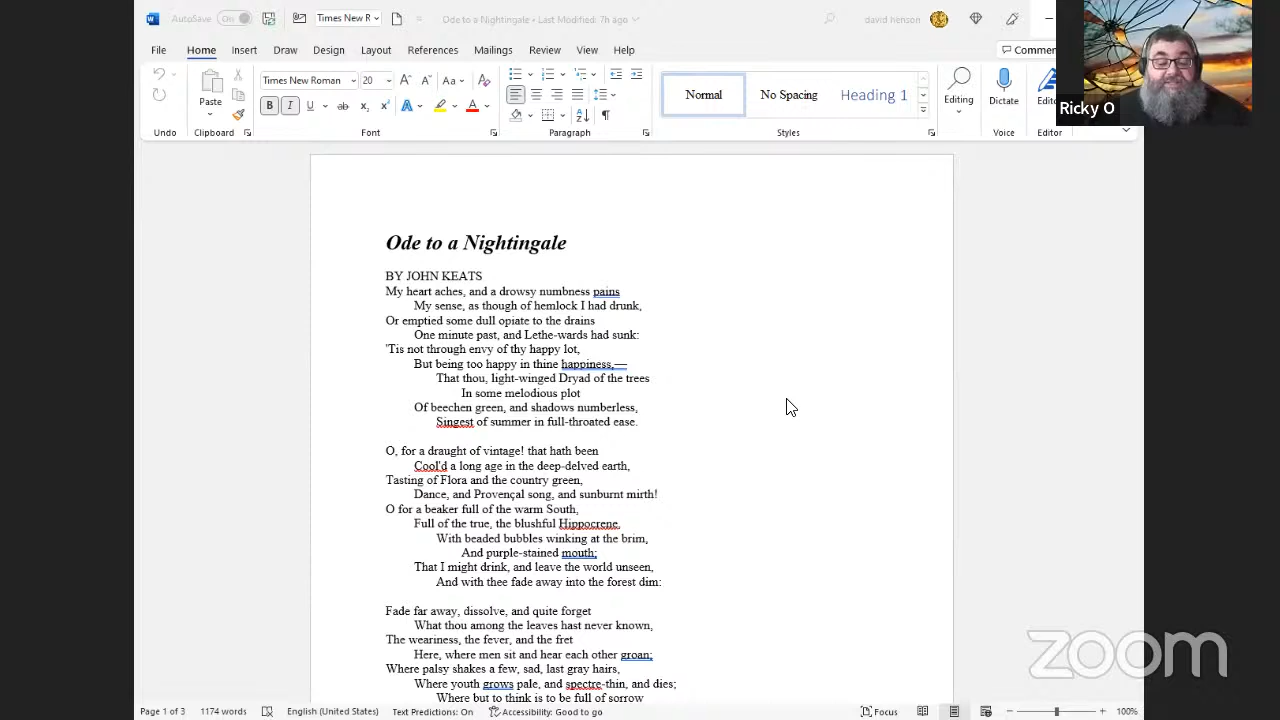 AutoSave On Times New R Ode to a Nightingale • Last Modified: 7h ago david henson
File Home Insert Draw Design Layout References Mailings Review View Help Commen
Paste Times New Roman 20 Normal No Spacing Heading 1 Editing Dictate Edito
Undo Clipboard Font Paragraph Styles Voice Editor
Ricky O
Ode to a Nightingale
BY JOHN KEATS
My heart aches, and a drowsy numbness pains
My sense, as though of hemlock I had drunk,
Or emptied some dull opiate to the drains
One minute past, and Lethe-wards had sunk:
'Tis not through envy of thy happy lot,
But being too happy in thine happiness,—
That thou, light-winged Dryad of the trees
In some melodious plot
Of beechen green, and shadows numberless,
Singest of summer in full-throated ease.
O, for a draught of vintage! that hath been
Cool'd a long age in the deep-delved earth,
Tasting of Flora and the country green,
Dance, and Provençal song, and sunburnt mirth!
O for a beaker full of the warm South,
Full of the true, the blushful Hippocrene,
With beaded bubbles winking at the brim,
And purple-stained mouth;
That I might drink, and leave the world unseen,
And with thee fade away into the forest dim:
Fade far away, dissolve, and quite forget
What thou among the leaves hast never known,
The weariness, the fever, and the fret
Here, where men sit and hear each other groan;
Where palsy shakes a few, sad, last gray hairs,
Where youth grows pale, and spectre-thin, and dies;
Where but to think is to be full of sorrow
zoom
Page 1 of 3 1174 words English (United States) Text Predictions: On Accessibility: Good to go Focus 100%